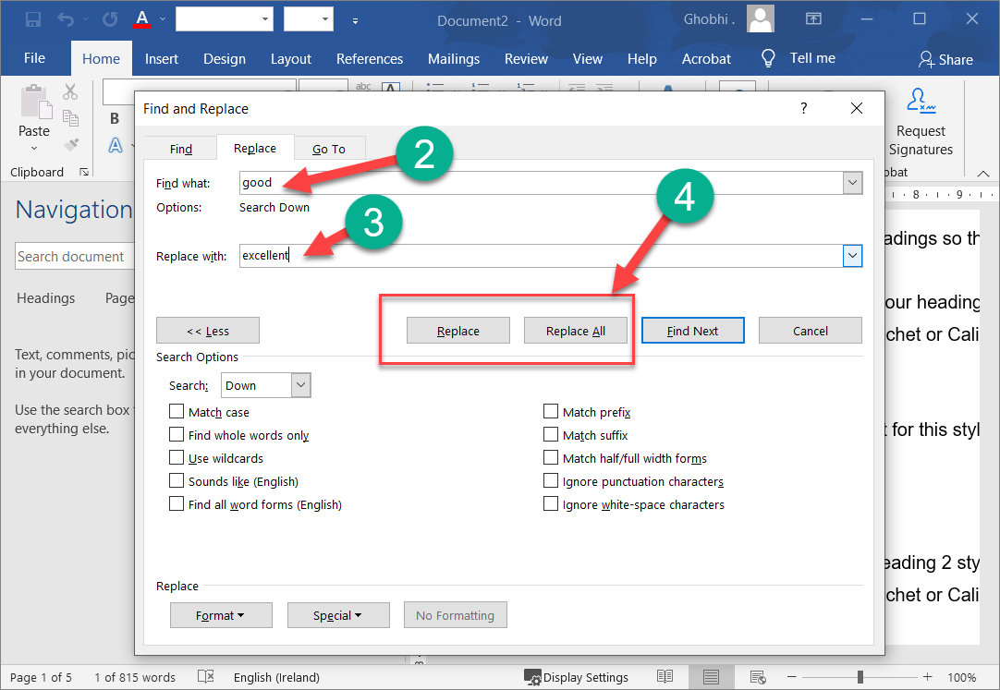 A
Document2 - Word
Ghobhi .
File Home Insert Design Layout References Mailings Review View Help Acrobat Tell me Share
Paste
B
abc
A
A
Clipboard
Request
Signatures
obat
Navigation
Search document
Headings Page
Text, comments, pic
in your document.
Use the search box
everything else.
Find and Replace
?
Find Replace Go To
2
Find what: good
Options: Search Down
3
4
Replace with: excellent
<< Less Replace Replace All Find Next Cancel
Search Options
Search: Down
Match case Match prefix
Find whole words only Match suffix
Use wildcards Match half/full width forms
Sounds like (English) Ignore punctuation characters
Find all word forms (English) Ignore white-space characters
Replace
Format Special No Formatting
8 9
adings so th
our heading
chet or Cali
t for this styl
eading 2 sty
chet or Cali
Page 1 of 5 1 of 815 words English (Ireland) Display Settings 100%